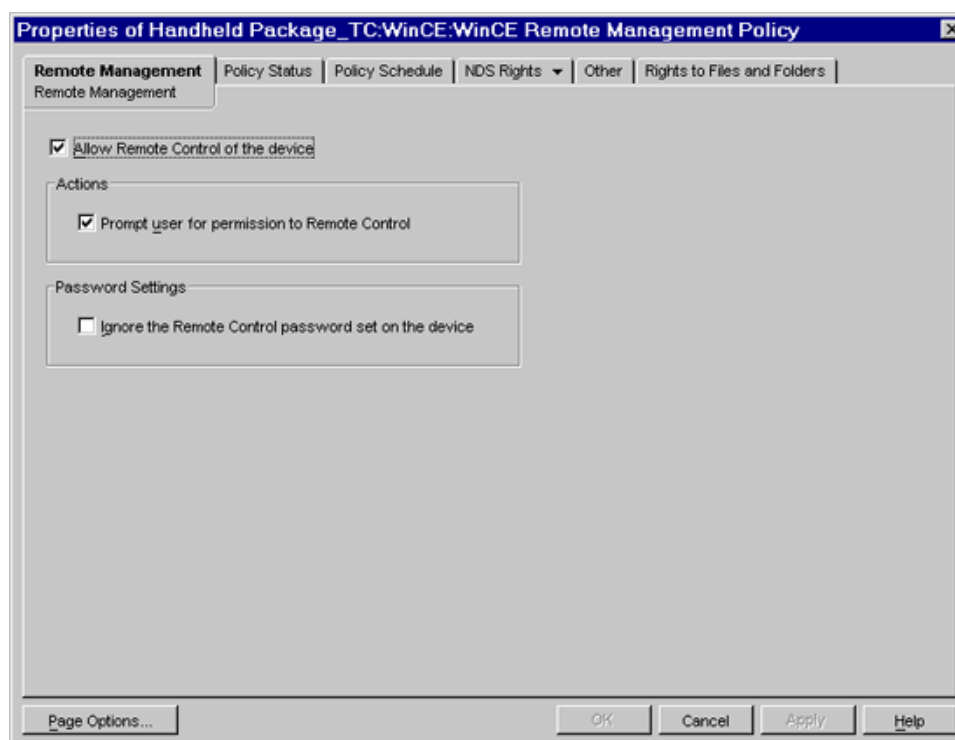 Properties of Handheld Package_TC:WinCE:WinCE Remote Management Policy
Remote Management Policy Status Policy Schedule NDS Rights Other Rights to Files and Folders
Remote Management
Allow Remote Control of the device
Actions
Prompt user for permission to Remote Control
Password Settings
Ignore the Remote Control password set on the device
Page Options... OK Cancel Apply Help